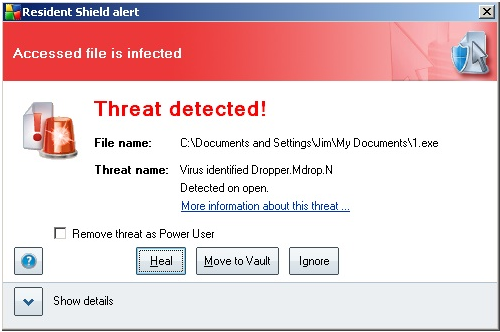 Resident Shield alert
Accessed file is infected
Threat detected!
File name: C:\Documents and Settings\Jim\My Documents\1.exe
Threat name: Virus identified Dropper.Mdrop.N
Detected on open.
More information about this threat ...
Remove threat as Power User
? Heal Move to Vault Ignore
Show details